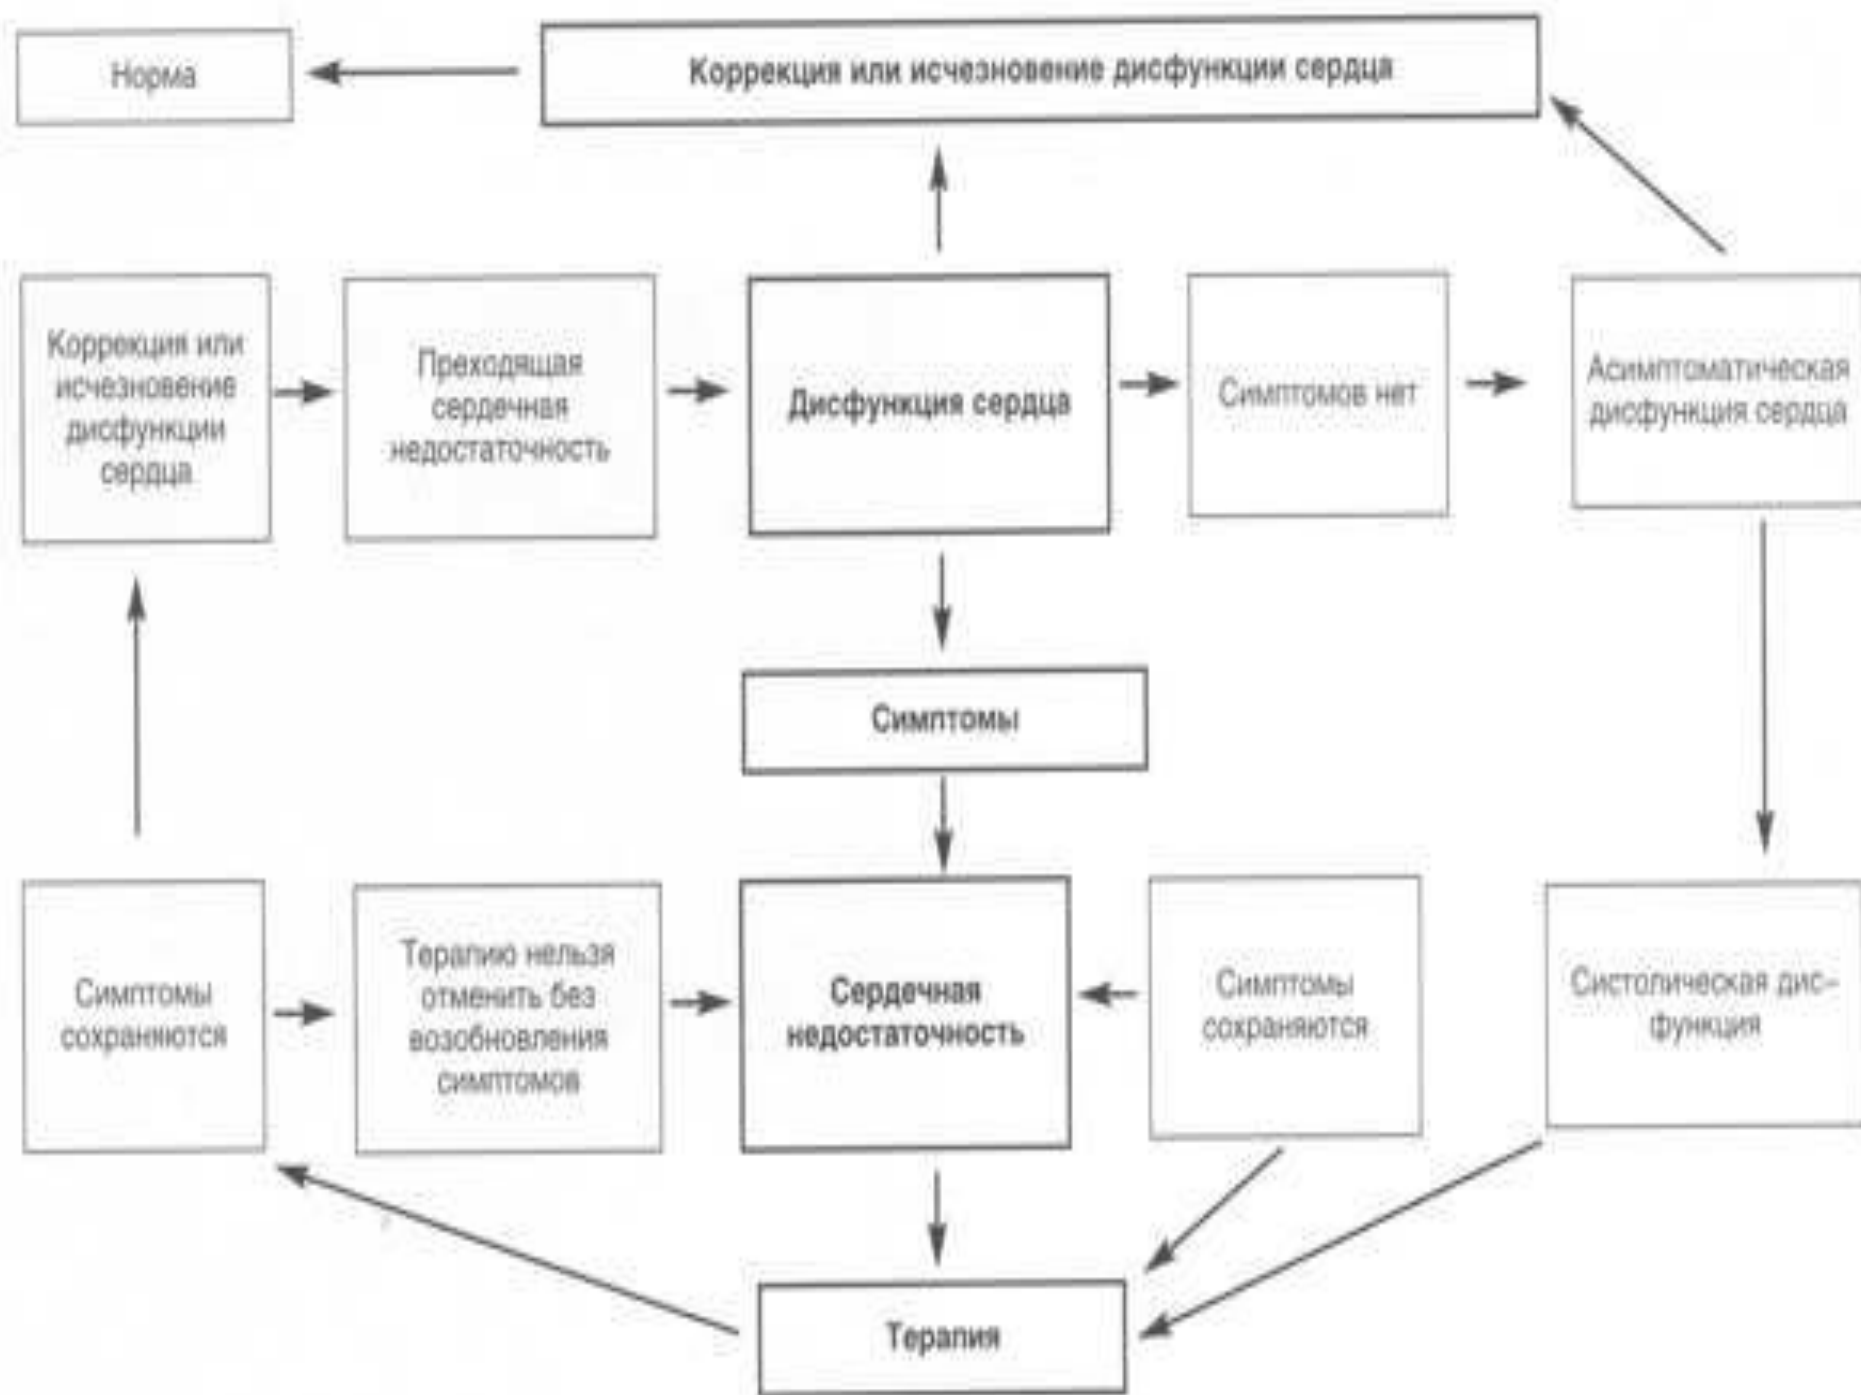 Норма
Коррекция или исчезновение дисфункции сердца
Коррекция или
исчезновение
дисфункции
сердца
Преходящая
сердечная
недостаточность
Дисфункция сердца
Симптомов нет
Асимптоматическая
дисфункция сердца
Симптомы
Симптомы
сохраняются
Терапию нельзя
отменить без
возобновления
симптомов
Сердечная
недостаточность
Симптомы
сохраняются
Систолическая дис-
функция
Терапия